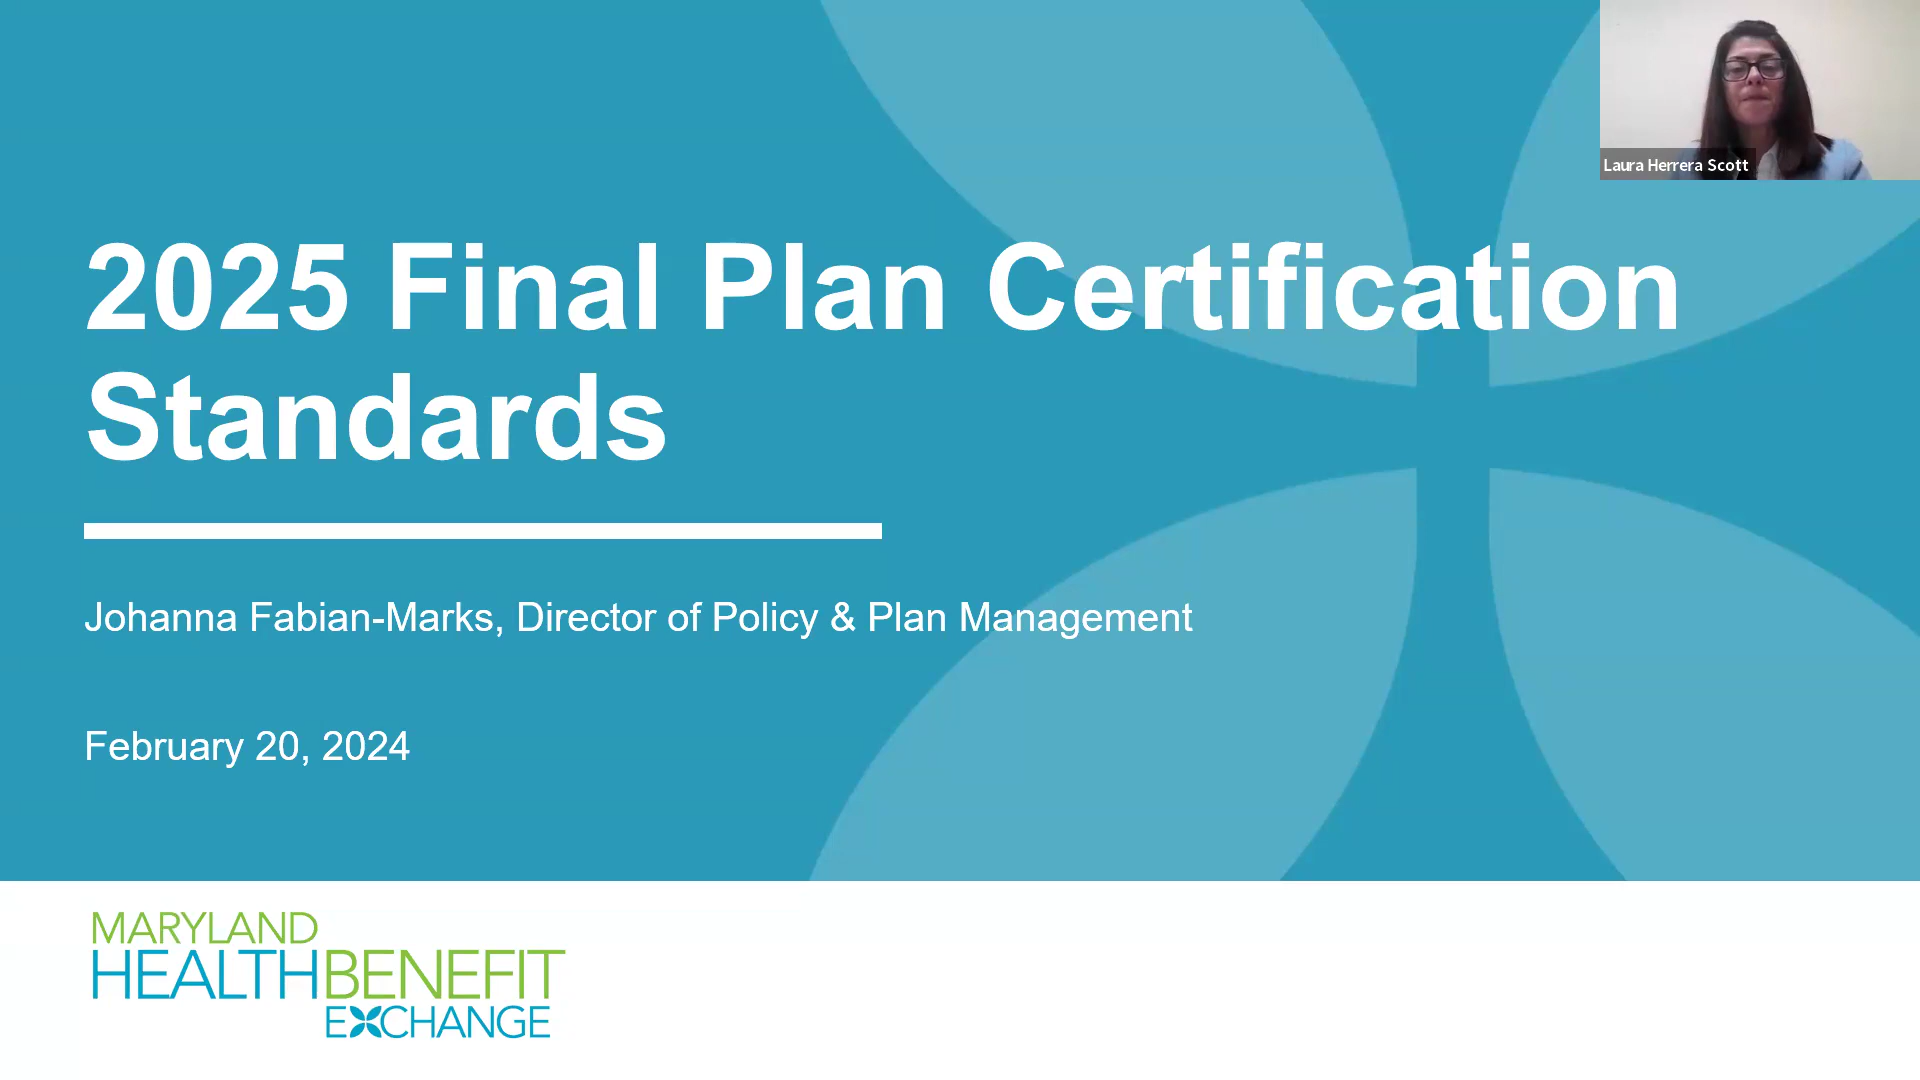 Laura Herrera Scott
2025 Final Plan Certification
Standards
Johanna Fabian-Marks, Director of Policy & Plan Management
February 20, 2024
MARYLAND
HEALTHBENEFIT
EXCHANGE